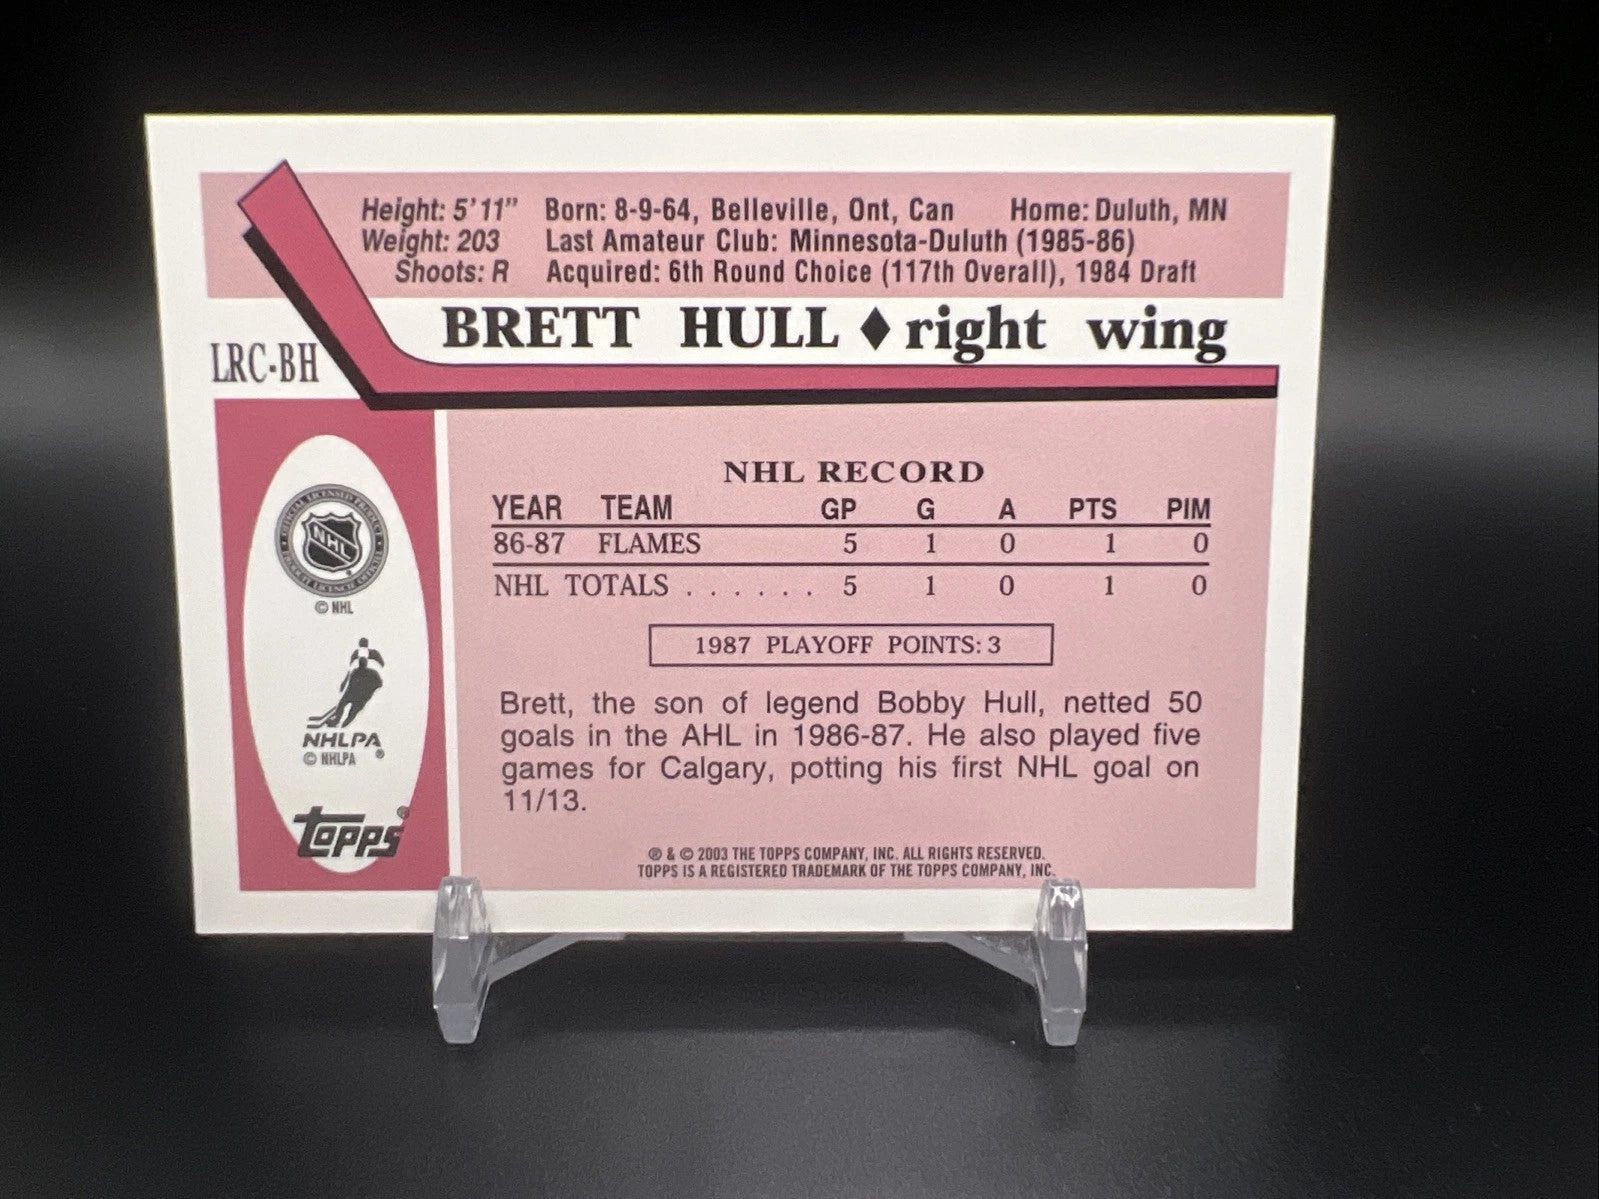 Height: 5'11" Born: 8-9-64, Belleville, Ont, Can Home: Duluth, MN
Weight: 203 Last Amateur Club: Minnesota-Duluth (1985-86)
Shoots: R Acquired: 6th Round Choice (117th Overall), 1984 Draft
BRETT HULL ♦ right wing
LRC-BH
NHL RECORD
YEAR TEAM GP G A PTS PIM
86-87 FLAMES 5 1 0 1 0
NHL TOTALS . . . . . . 5 1 0 1 0
1987 PLAYOFF POINTS: 3
Brett, the son of legend Bobby Hull, netted 50
goals in the AHL in 1986-87. He also played five
games for Calgary, potting his first NHL goal on
11/13.
® & © 2003 THE TOPPS COMPANY, INC. ALL RIGHTS RESERVED.
TOPPS IS A REGISTERED TRADEMARK OF THE TOPPS COMPANY, INC.
NHL
© NHL
NHLPA
© NHLPA ®
Topps®